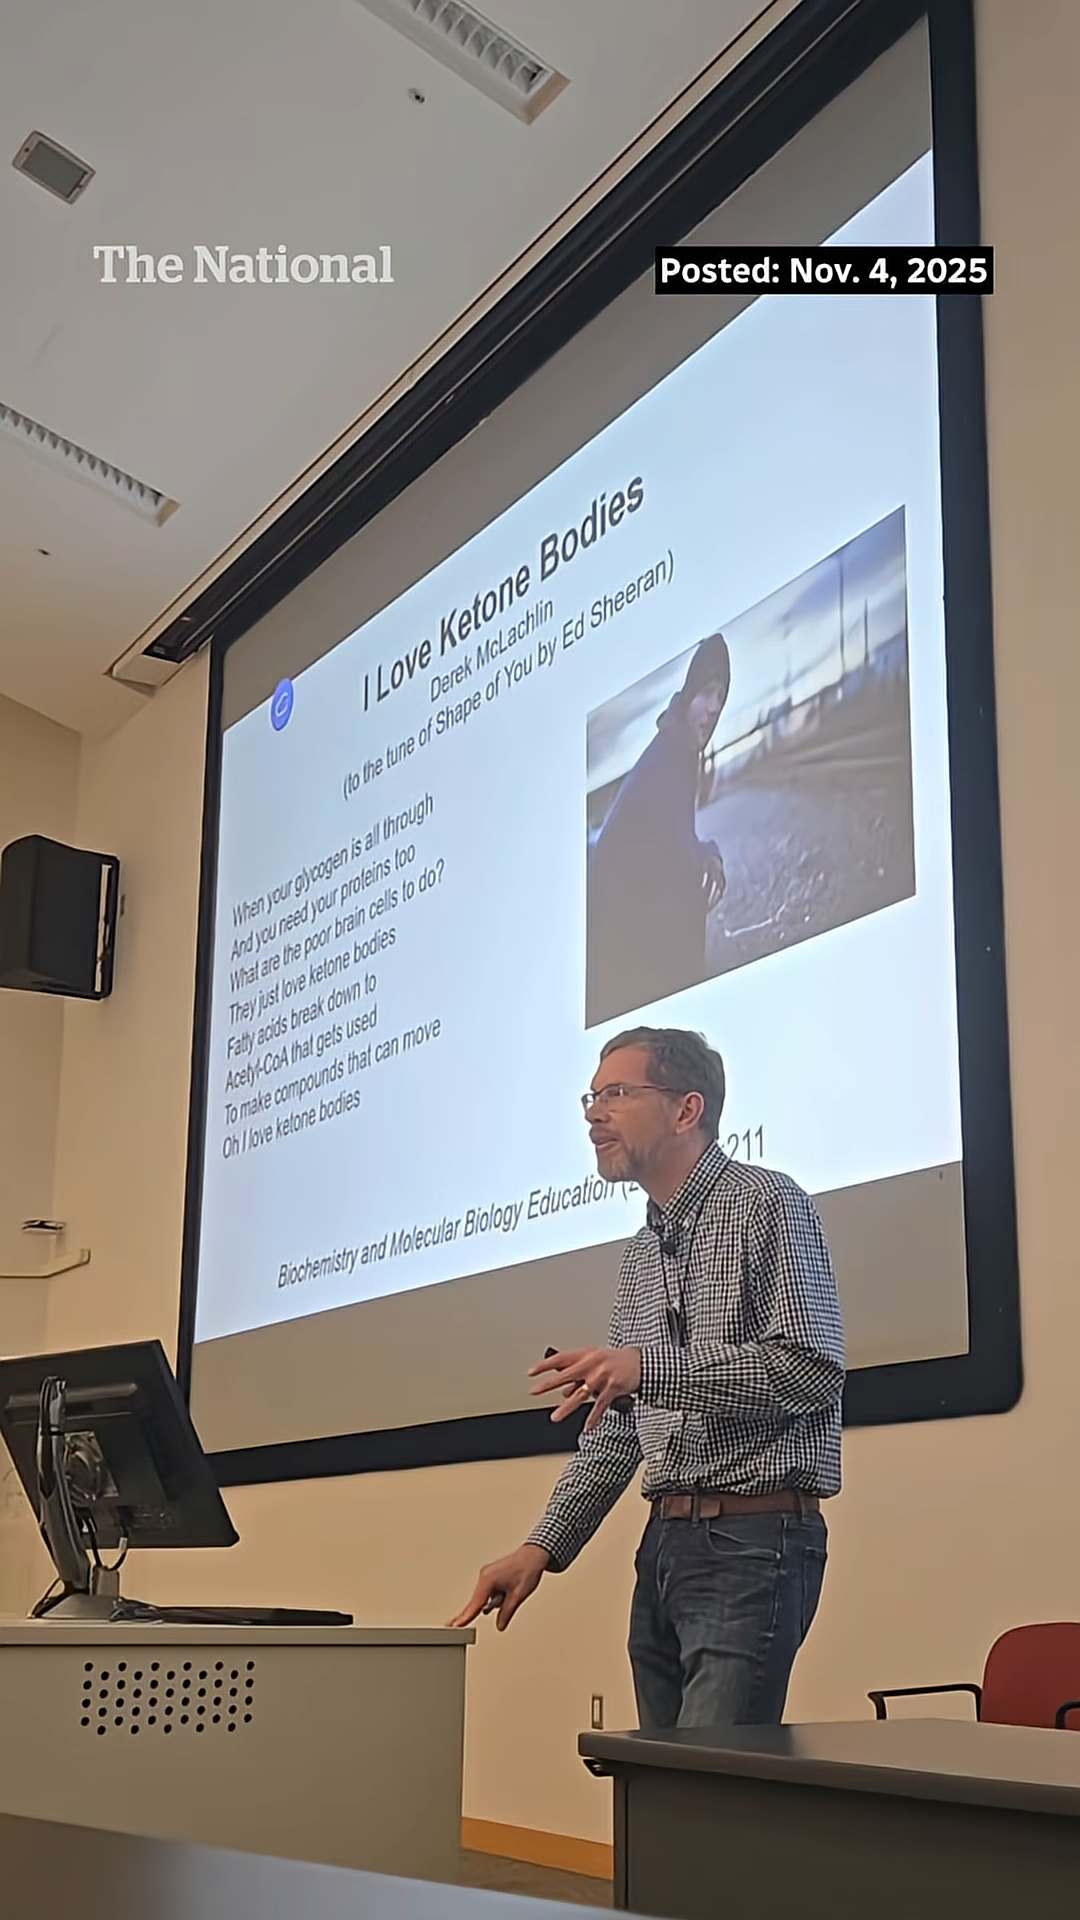 The National
Posted: Nov. 4, 2025
I Love Ketone Bodies
Derek McLachlin
(to the tune of Shape of You by Ed Sheeran)
When your glycogen is all through
And you need your proteins too
What are the poor brain cells to do?
They just love ketone bodies
Fatty acids break down to
Acetyl-CoA that gets used
To make compounds that can move
Oh I love ketone bodies
Biochemistry and Molecular Biology Education
211